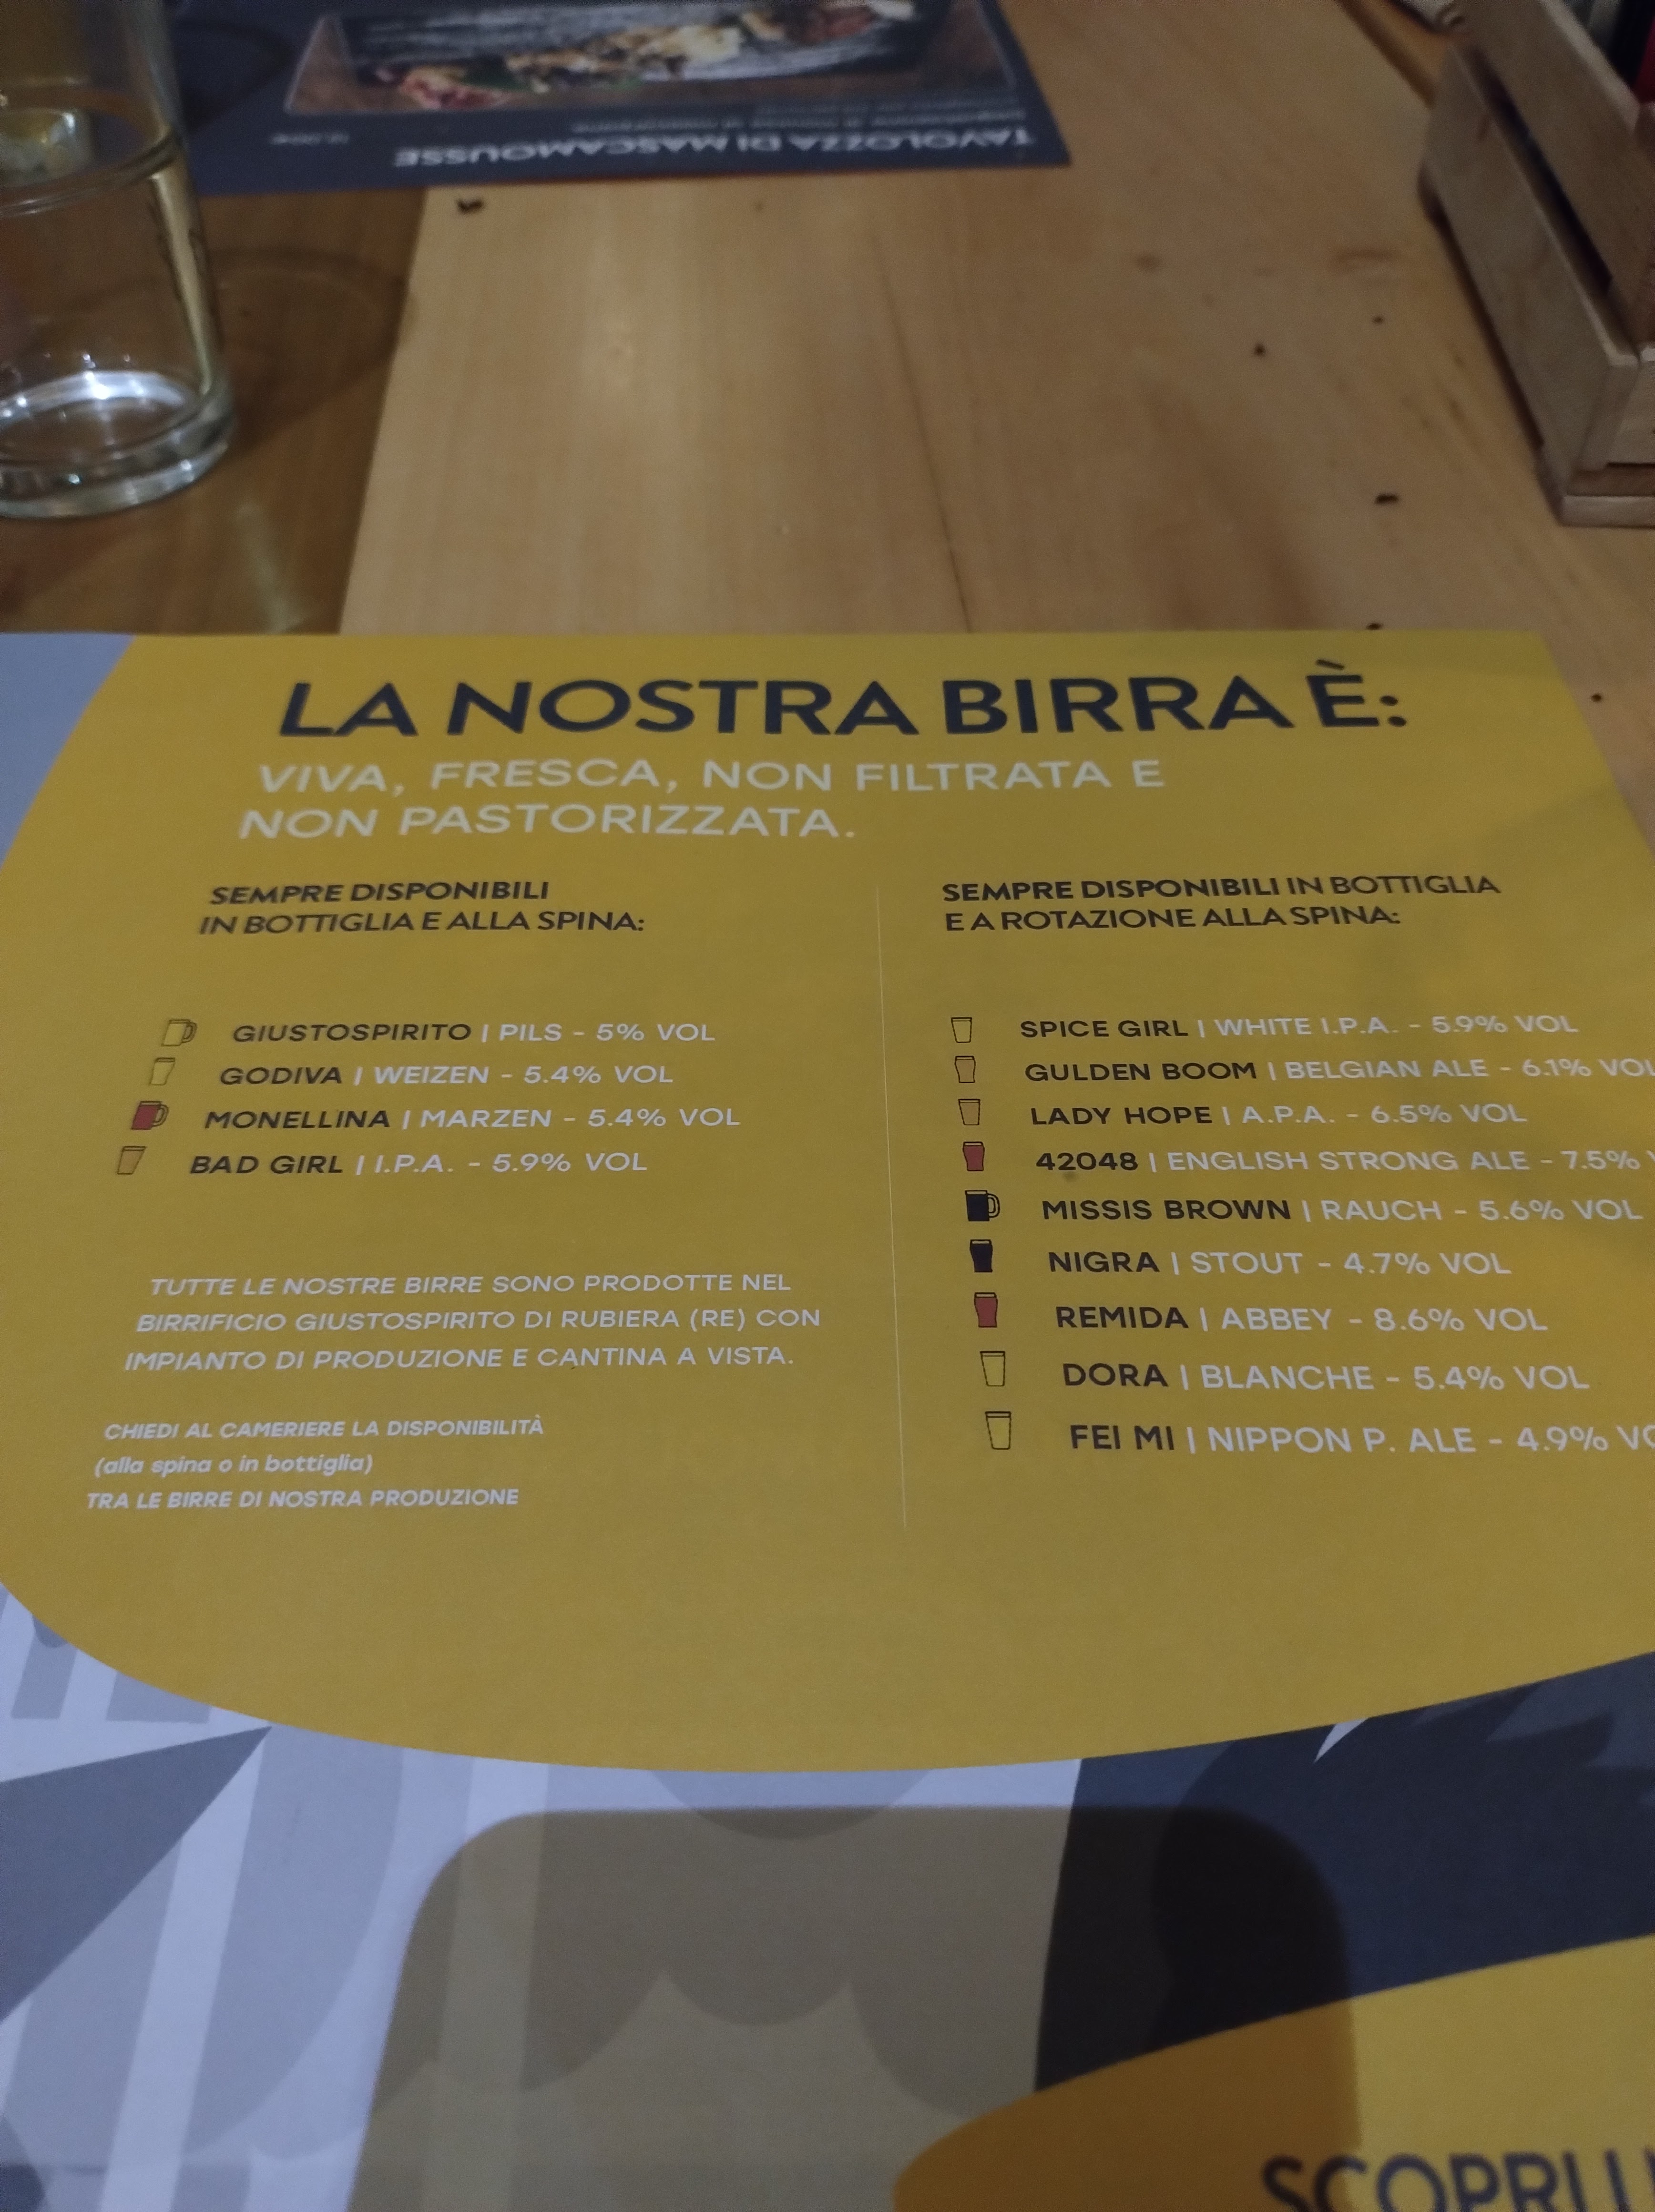 TAVOLOZZA DI MASCAMOUSSE
LA NOSTRA BIRRA È:
VIVA, FRESCA, NON FILTRATA E
NON PASTORIZZATA.
SEMPRE DISPONIBILI
IN BOTTIGLIA E ALLA SPINA:
GIUSTOSPIRITO | PILS - 5% VOL
GODIVA | WEIZEN - 5.4% VOL
MONELLINA | MARZEN - 5.4% VOL
BAD GIRL | I.P.A. - 5.9% VOL
TUTTE LE NOSTRE BIRRE SONO PRODOTTE NEL
BIRRIFICIO GIUSTOSPIRITO DI RUBIERA (RE) CON
IMPIANTO DI PRODUZIONE E CANTINA A VISTA.
CHIEDI AL CAMERIERE LA DISPONIBILITÀ
(alla spina o in bottiglia)
TRA LE BIRRE DI NOSTRA PRODUZIONE
SEMPRE DISPONIBILI IN BOTTIGLIA
E A ROTAZIONE ALLA SPINA:
SPICE GIRL | WHITE I.P.A. - 5.9% VOL
GULDEN BOOM | BELGIAN ALE - 6.1% VOL
LADY HOPE | A.P.A. - 6.5% VOL
42048 | ENGLISH STRONG ALE - 7.5%
MISSIS BROWN | RAUCH - 5.6% VOL
NIGRA | STOUT - 4.7% VOL
REMIDA | ABBEY - 8.6% VOL
DORA | BLANCHE - 5.4% VOL
FEI MI | NIPPON P. ALE - 4.9% VO
SCOPRI